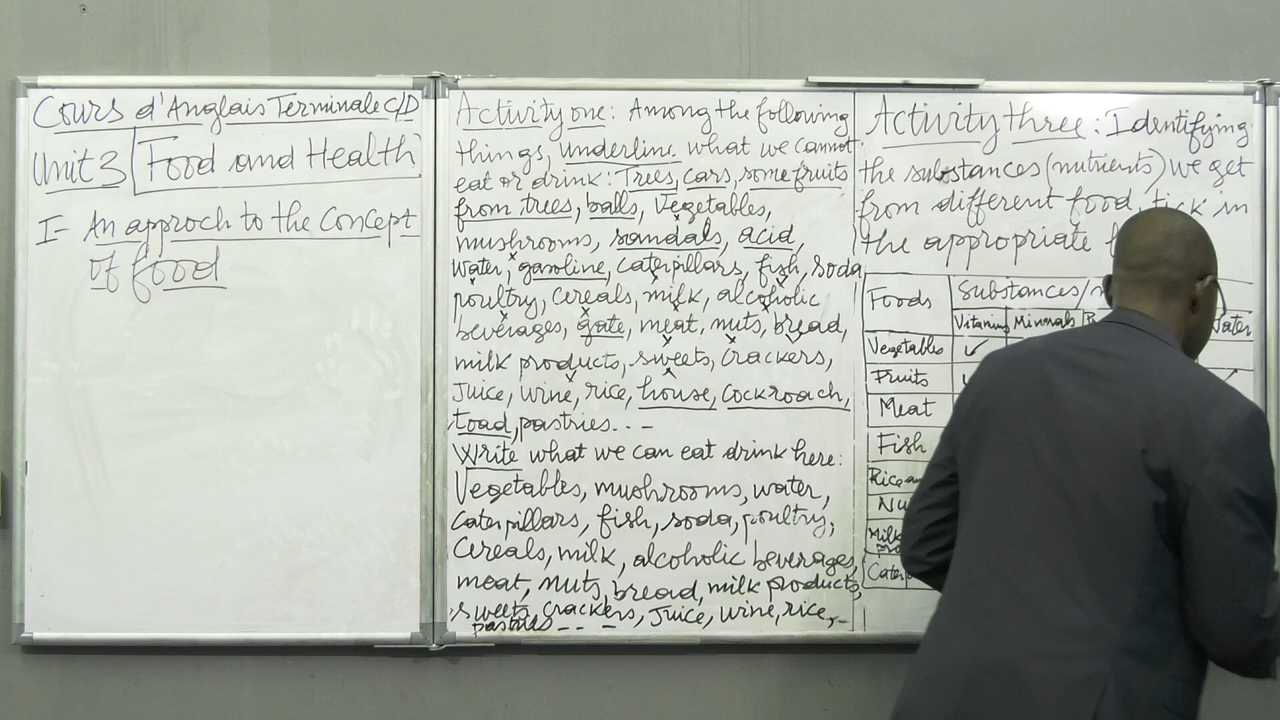 Cours d'Anglais Terminale C/D
Unit 3 Food and Health
I- An approch to the Concept
of food
Activity one: Among the following
things, underline what we cannot
eat or drink: Trees, cars, some fruits
from trees, balls, vegetables,
mushrooms, sandals, acid,
water, gasoline, caterpillars, fish, soda
poultry, cereals, milk, alcoholic
beverages, gate, meat, nuts, bread,
milk products, sweets, crackers,
Juice, wine, rice, house, cockroach,
toad, pastries...
Write what we can eat drink here:
Vegetables, mushrooms, water,
caterpillars, fish, soda, poultry,
Cereals, milk, alcoholic beverages,
meat, nuts, bread, milk products,
sweets, crackers, Juice, wine, rice,
pastries - - -
Activity three: Identifying
the substances (nutrients) we get
from different food, tick in
the appropriate
Foods Substances/
Vitamins Minerals Water
Vegetables ✓
Fruits
Meat
Fish
Rice
Milk